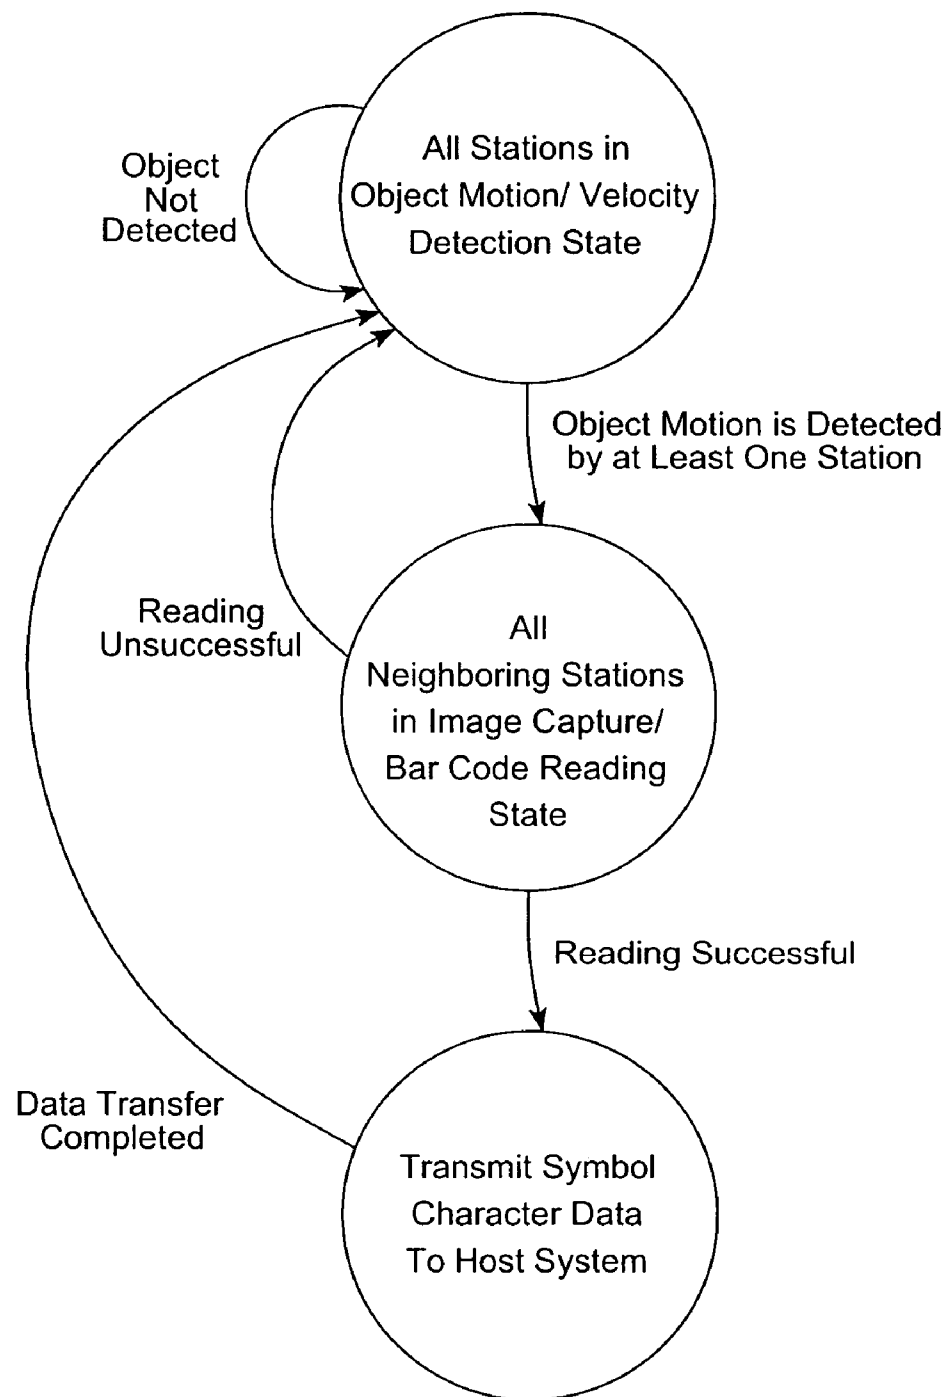 All Stations in
Object Motion/ Velocity
Detection State
Object
Not
Detected
Object Motion is Detected
by at Least One Station
Reading
Unsuccessful
All
Neighboring Stations
in Image Capture/
Bar Code Reading
State
Reading Successful
Data Transfer
Completed
Transmit Symbol
Character Data
To Host System